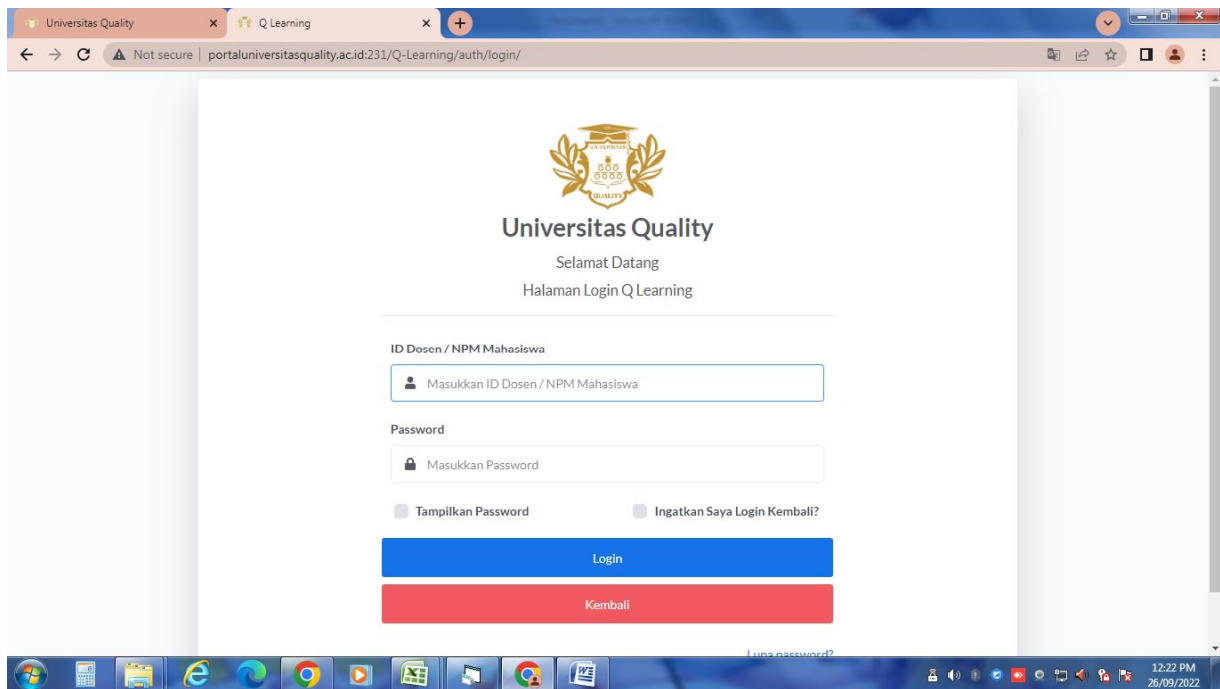 Universitas Quality
Q Learning
Not secure | portaluniversitasquality.ac.id:231/Q-Learning/auth/login/
UNIVERSITAS
QUALITY
Universitas Quality
Selamat Datang
Halaman Login Q Learning
ID Dosen / NPM Mahasiswa
Masukkan ID Dosen / NPM Mahasiswa
Password
Masukkan Password
Tampilkan Password
Ingatkan Saya Login Kembali?
Login
Kembali
Lupa password?
12:22 PM
26/09/2022